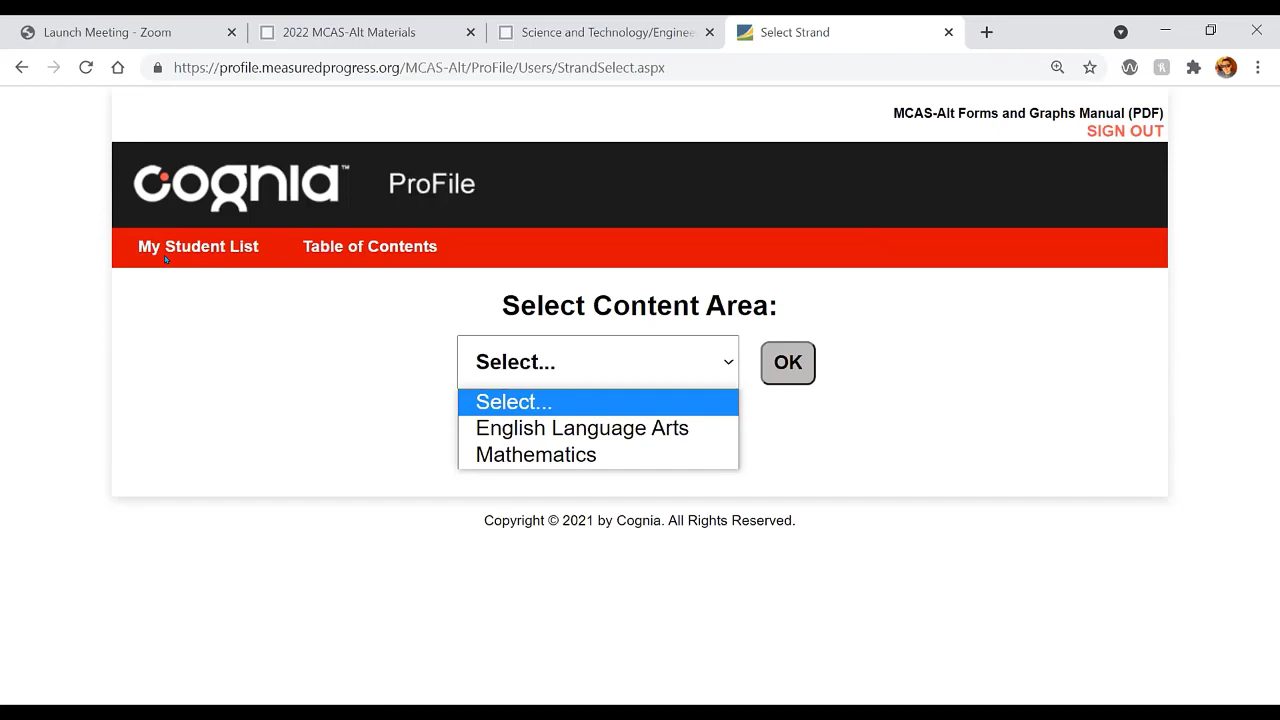 Launch Meeting - Zoom
2022 MCAS-Alt Materials
Science and Technology/Enginee
Select Strand
https://profile.measuredprogress.org/MCAS-Alt/ProFile/Users/StrandSelect.aspx
MCAS-Alt Forms and Graphs Manual (PDF)
SIGN OUT
cognia™ ProFile
My Student List Table of Contents
Select Content Area:
Select... OK
Select...
English Language Arts
Mathematics
Copyright © 2021 by Cognia. All Rights Reserved.